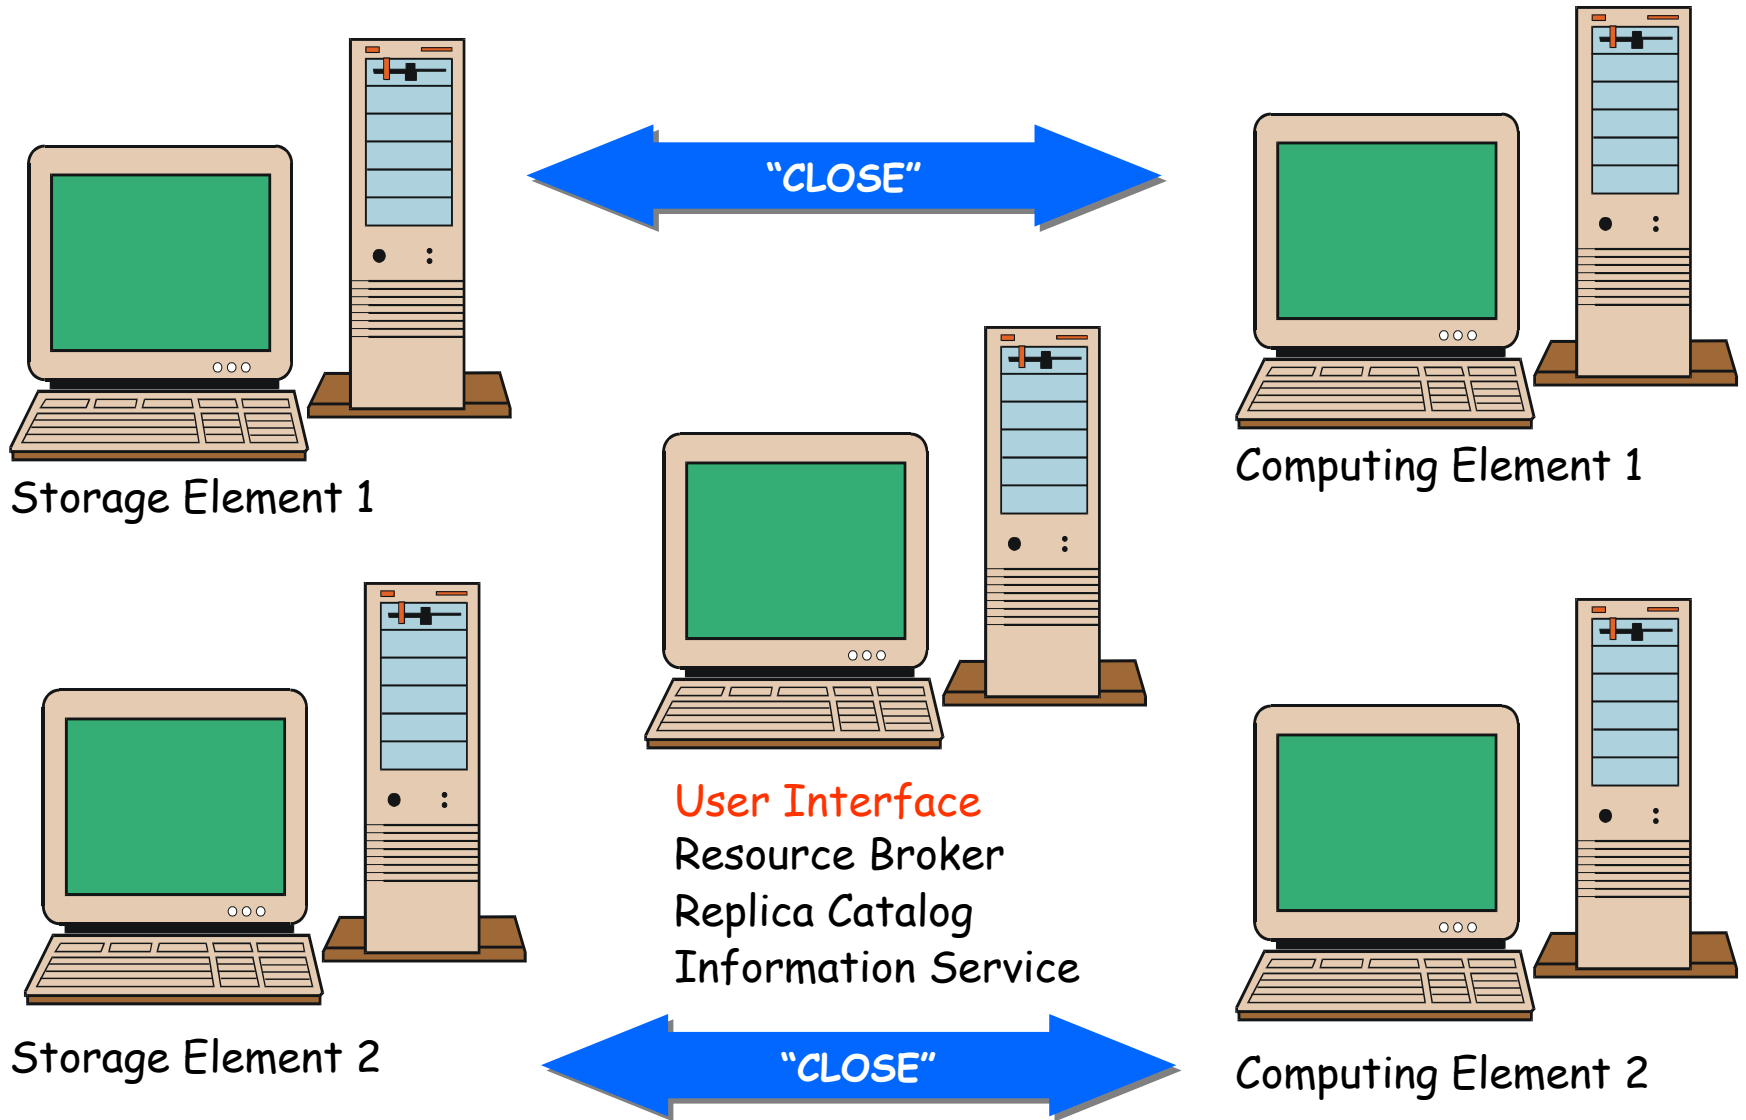 “CLOSE”
Storage Element 1
Computing Element 1
User Interface
Resource Broker
Replica Catalog
Information Service
Storage Element 2
“CLOSE”
Computing Element 2